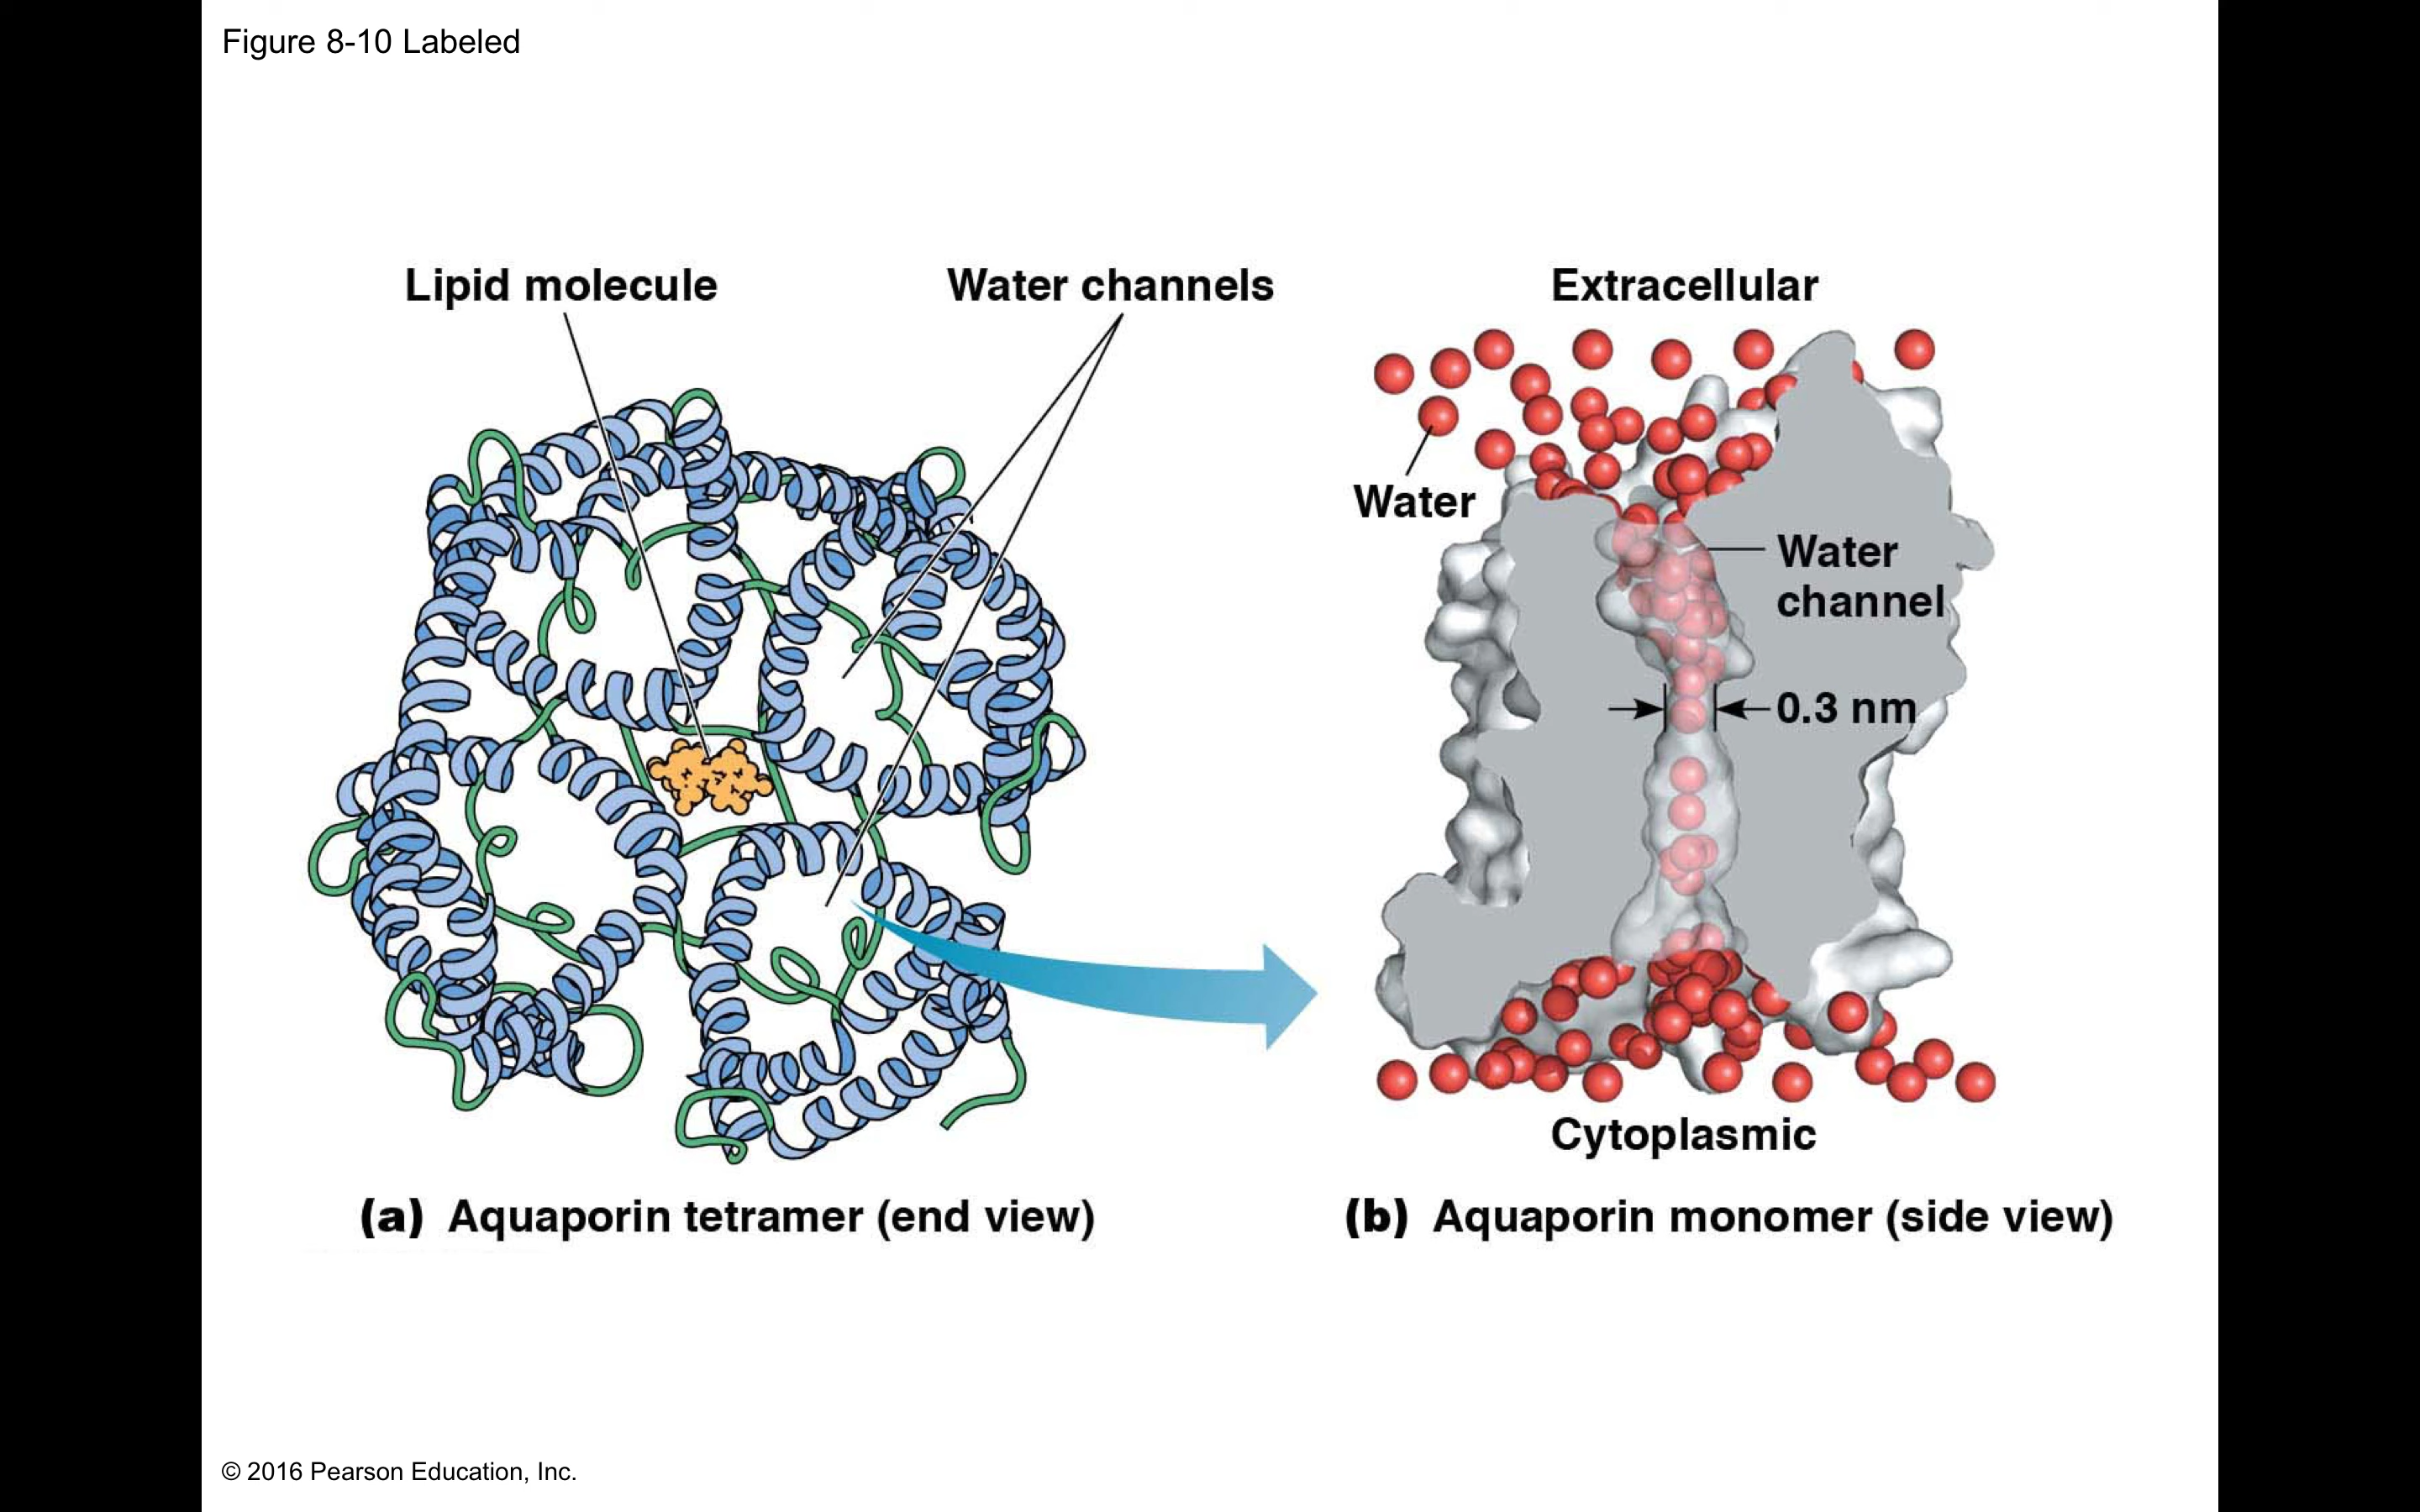 Figure 8-10 Labeled
Lipid molecule
Water channels
Extracellular
Water
Water
channel
0.3 nm
Cytoplasmic
(a) Aquaporin tetramer (end view)
(b) Aquaporin monomer (side view)
© 2016 Pearson Education, Inc.